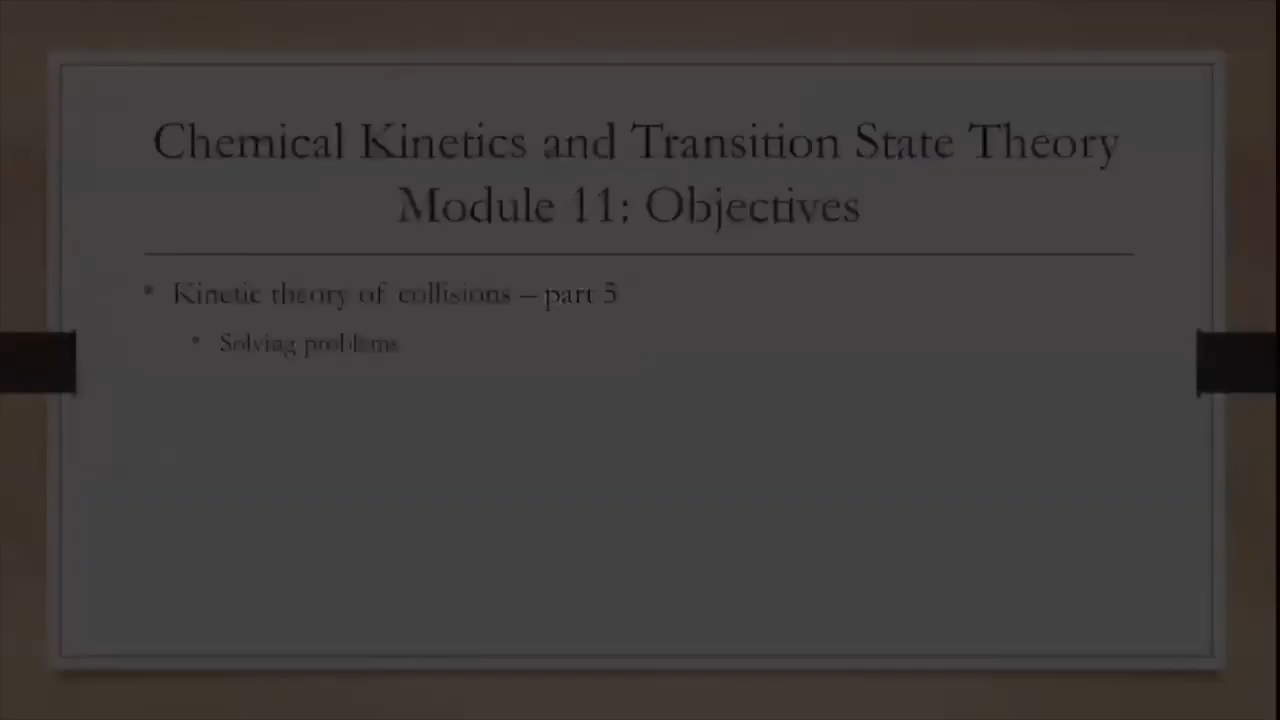 Chemical Kinetics and Transition State Theory
Module 11: Objectives
• Kinetic theory of collisions – part 5
• Solving problems